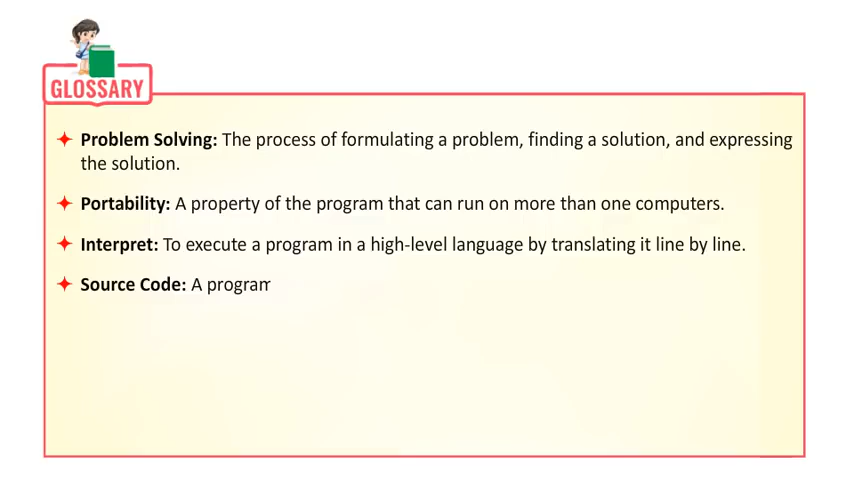 GLOSSARY
Problem Solving: The process of formulating a problem, finding a solution, and expressing
the solution.
Portability: A property of the program that can run on more than one computers.
Interpret: To execute a program in a high-level language by translating it line by line.
Source Code: A program